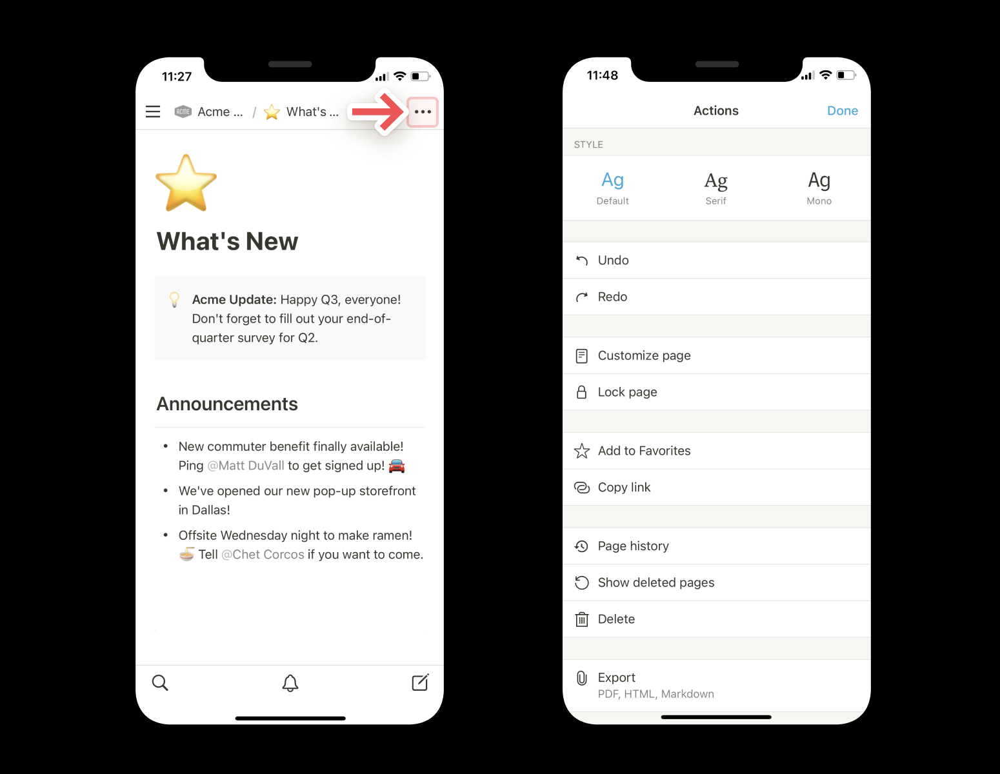 11:27
ACME Acme ... / What's ...
What's New
Acme Update: Happy Q3, everyone!
Don't forget to fill out your end-of-
quarter survey for Q2.
Announcements
• New commuter benefit finally available!
Ping @Matt DuVall to get signed up!
• We've opened our new pop-up storefront
in Dallas!
• Offsite Wednesday night to make ramen!
Tell @Chet Corcos if you want to come.
11:48
Actions
Done
STYLE
Ag
Default
Ag
Serif
Ag
Mono
Undo
Redo
Customize page
Lock page
Add to Favorites
Copy link
Page history
Show deleted pages
Delete
Export
PDF, HTML, Markdown